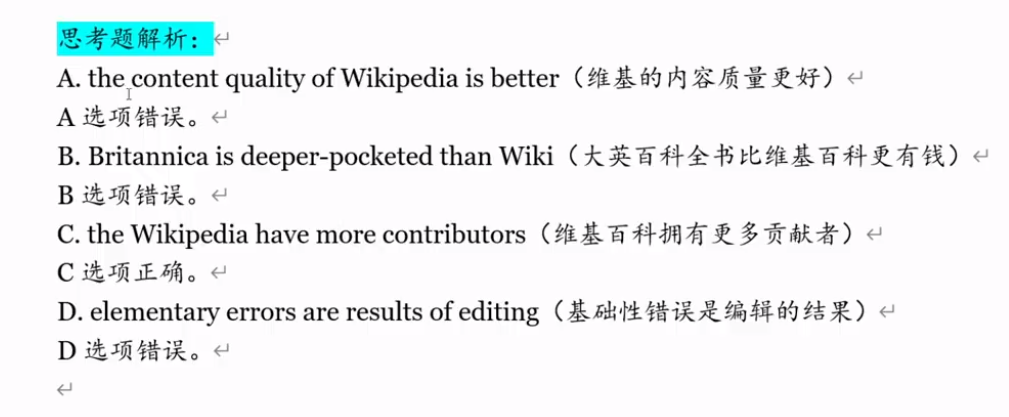 思考题解析：
A. the content quality of Wikipedia is better（维基的内容质量更好）
A 选项错误。
B. Britannica is deeper-pocketed than Wiki（大英百科全书比维基百科更有钱）
B 选项错误。
C. the Wikipedia have more contributors（维基百科拥有更多贡献者）
C 选项正确。
D. elementary errors are results of editing（基础性错误是编辑的结果）
D 选项错误。